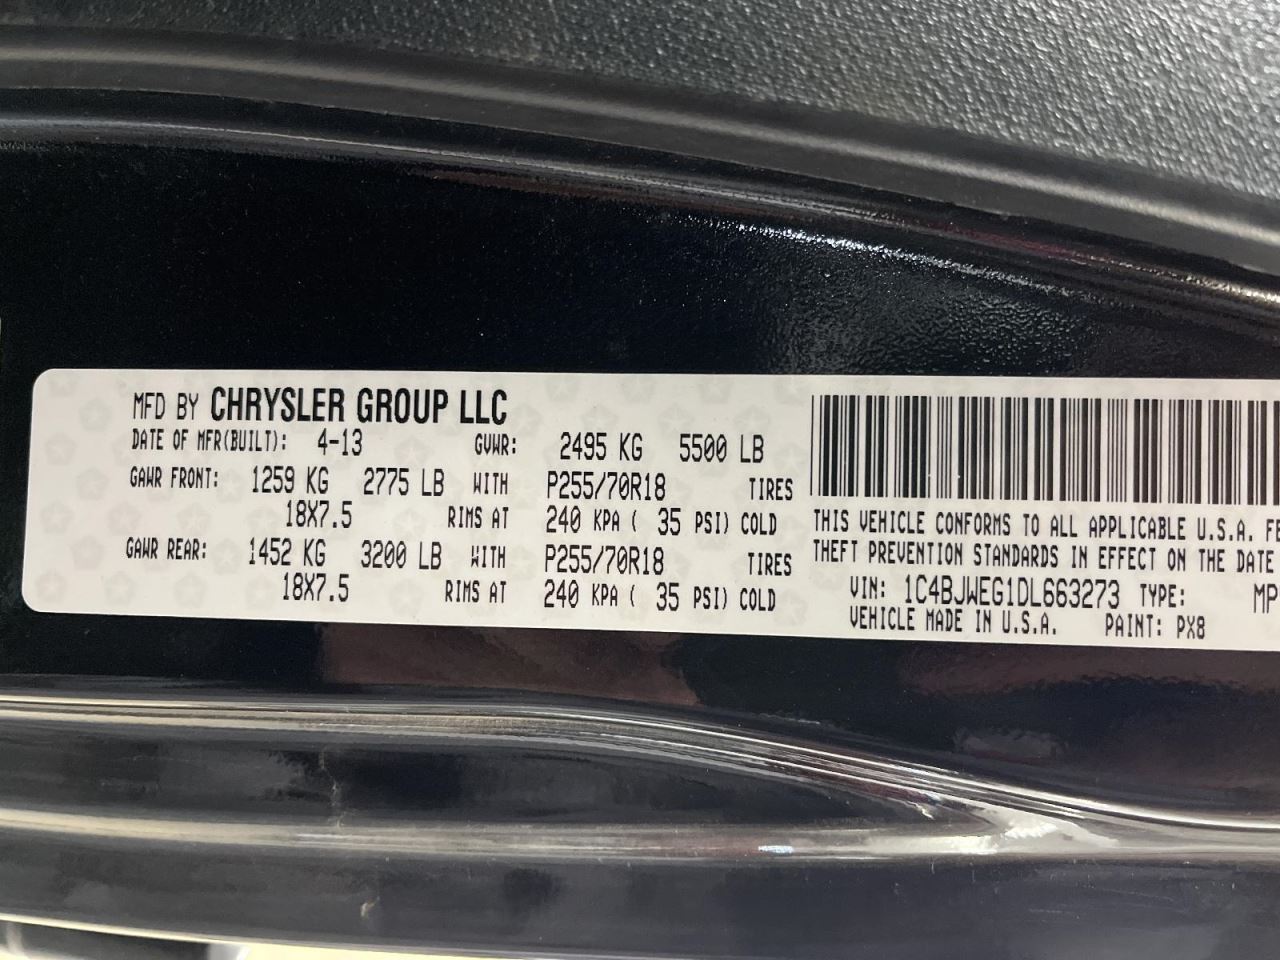 MFD BY CHRYSLER GROUP LLC
DATE OF MFR(BUILT): 4-13 GVWR: 2495 KG 5500 LB
GAWR FRONT: 1259 KG 2775 LB WITH P255/70R18 TIRES
18X7.5 RIMS AT 240 KPA ( 35 PSI) COLD
GAWR REAR: 1452 KG 3200 LB WITH P255/70R18 TIRES
18X7.5 RIMS AT 240 KPA ( 35 PSI) COLD
THIS VEHICLE CONFORMS TO ALL APPLICABLE U.S.A. FE
THEFT PREVENTION STANDARDS IN EFFECT ON THE DATE
VIN: 1C4BJWEG1DL663273 TYPE: MP
VEHICLE MADE IN U.S.A. PAINT: PX8